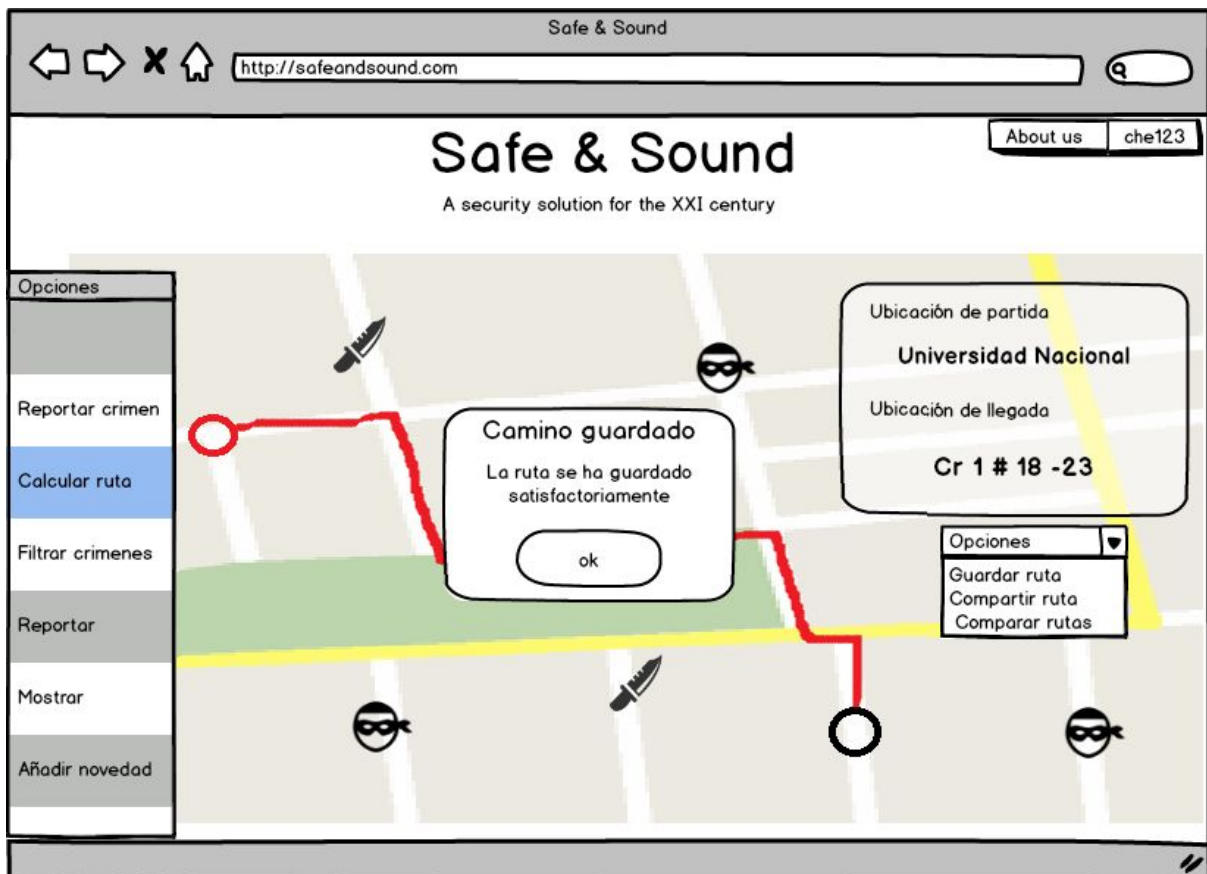 Safe & Sound
http://safeandsound.com
About us
che123
Safe & Sound
A security solution for the XXI century
Opciones
Reportar crimen
Calcular ruta
Filtrar crimenes
Reportar
Mostrar
Añadir novedad
Camino guardado
La ruta se ha guardado
satisfactoriamente
ok
Ubicación de partida
Universidad Nacional
Ubicación de llegada
Cr 1 # 18 -23
Opciones
Guardar ruta
Compartir ruta
Comparar rutas